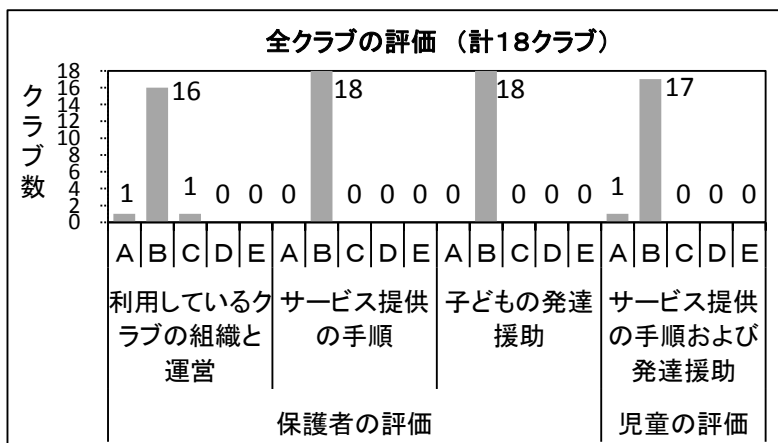 全クラブの評価 （計１８クラブ）
クラブ数
18
16
14
12
10
8
6
4
2
0
1 16 1 0 0 0 18 0 0 0 0 18 0 0 0 1 17 0 0 0
A B C D E A B C D E A B C D E A B C D E
利用しているク
ラブの組織と
運営
サービス提供
の手順
子どもの発達
援助
サービス提供
の手順および
発達援助
保護者の評価
児童の評価